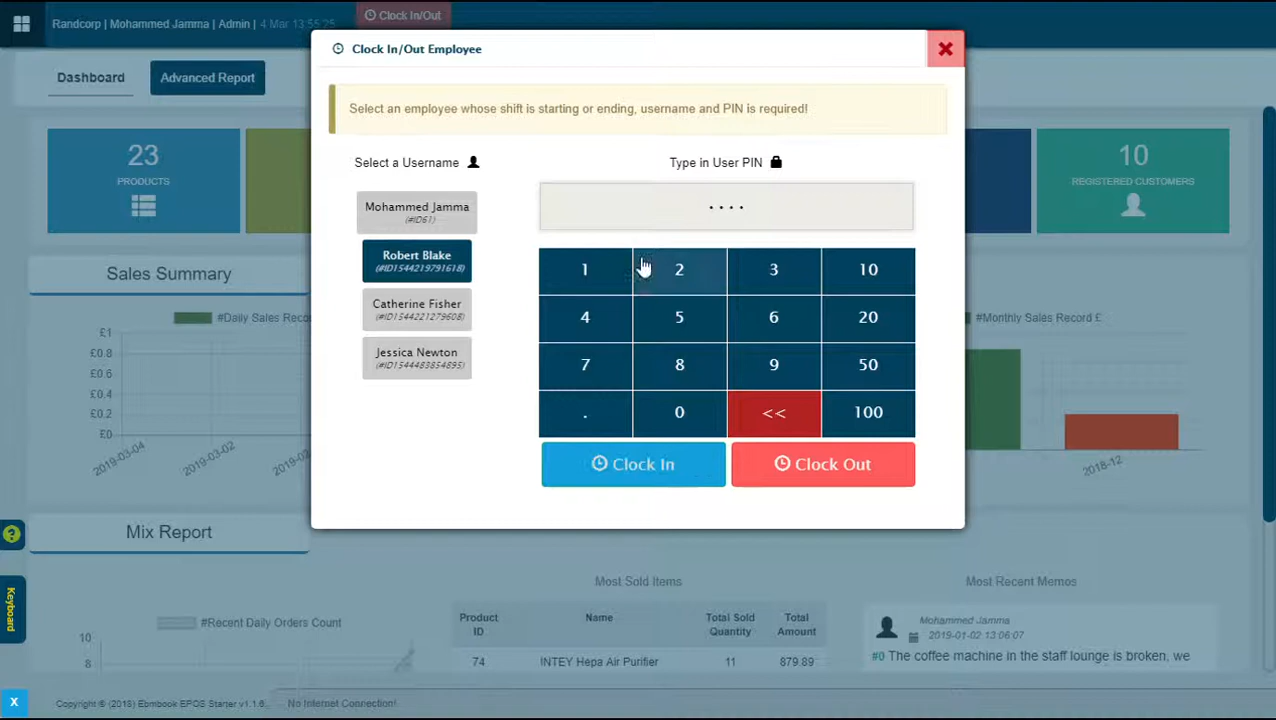 Randcorp | Mohammed Jamma | Admin | 4 Mar 13:55:25
Clock In/Out
Clock In/Out Employee
Dashboard
Advanced Report
Select an employee whose shift is starting or ending, username and PIN is required!
23
PRODUCTS
10
REGISTERED CUSTOMERS
Select a Username
Type in User PIN
Mohammed Jamma
(#ID61)
Robert Blake
(#ID1544219791618)
Catherine Fisher
(#ID1544221279608)
Jessica Newton
(#ID1544483854895)
• • • •
1 2 3 10
4 5 6 20
7 8 9 50
. 0 << 100
Clock In
Clock Out
Sales Summary
#Daily Sales Reco
£1
£0.8
£0.6
£0.4
£0.2
£0
2019-03-04
2019-03-02
2019-0
#Monthly Sales Record £
2018-12
Mix Report
#Recent Daily Orders Count
10
8
Most Sold Items
Product ID Name Total Sold Quantity Total Amount
74 INTEY Hepa Air Purifier 11 879.89
Most Recent Memos
Mohammed Jamma
2019-01-02 13:06:07
#0 The coffee machine in the staff lounge is broken, we
?
Keyboard
X
Copyright © (2018) Ebmbook EPOS Starter v1.1.6
No Internet Connection!